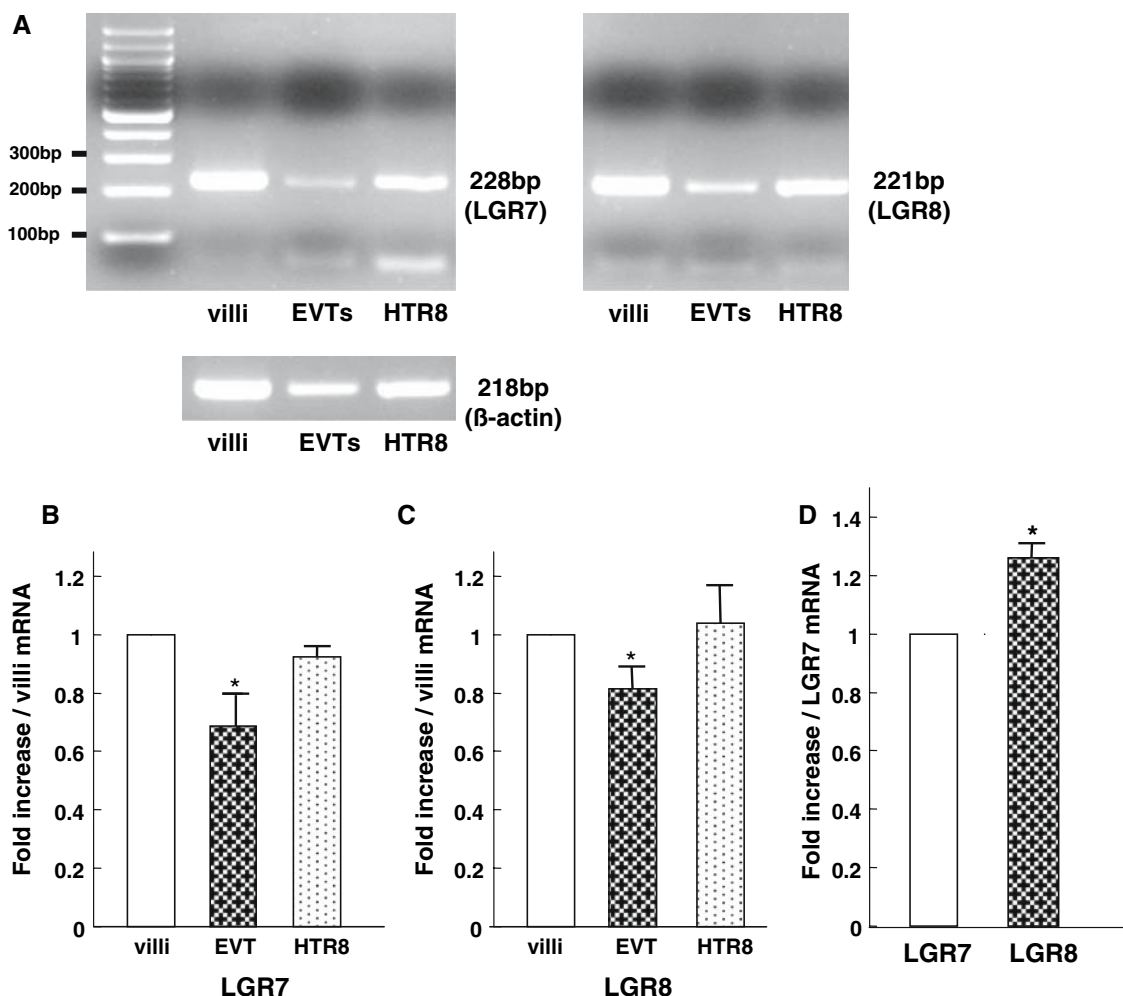 A
300bp
200bp
100bp
228bp
(LGR7)
221bp
(LGR8)
villi EVTs HTR8
villi EVTs HTR8
218bp
(ß-actin)
villi EVTs HTR8
B
Fold increase / villi mRNA
1.2
1
0.8
0.6
0.4
0.2
0
*
villi EVT HTR8
LGR7
C
Fold increase / villi mRNA
1.2
1
0.8
0.6
0.4
0.2
0
*
villi EVT HTR8
LGR8
D
Fold increase / LGR7 mRNA
1.4
1.2
1
0.8
0.6
0.4
0.2
0
*
LGR7 LGR8